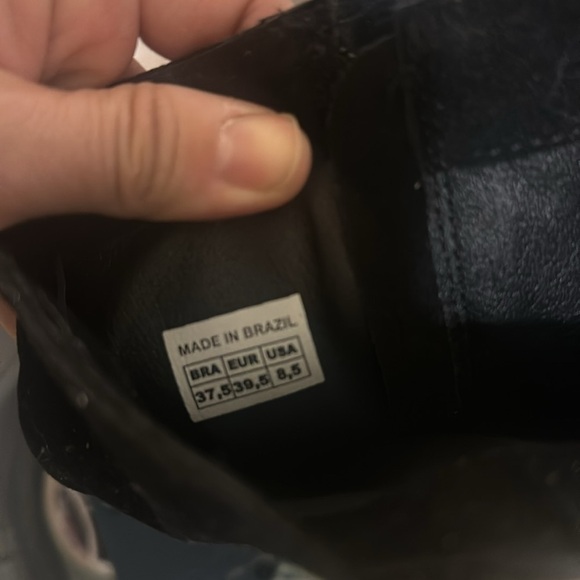 MADE IN BRAZIL
BRA EUR USA
37,5 39,5 8,5